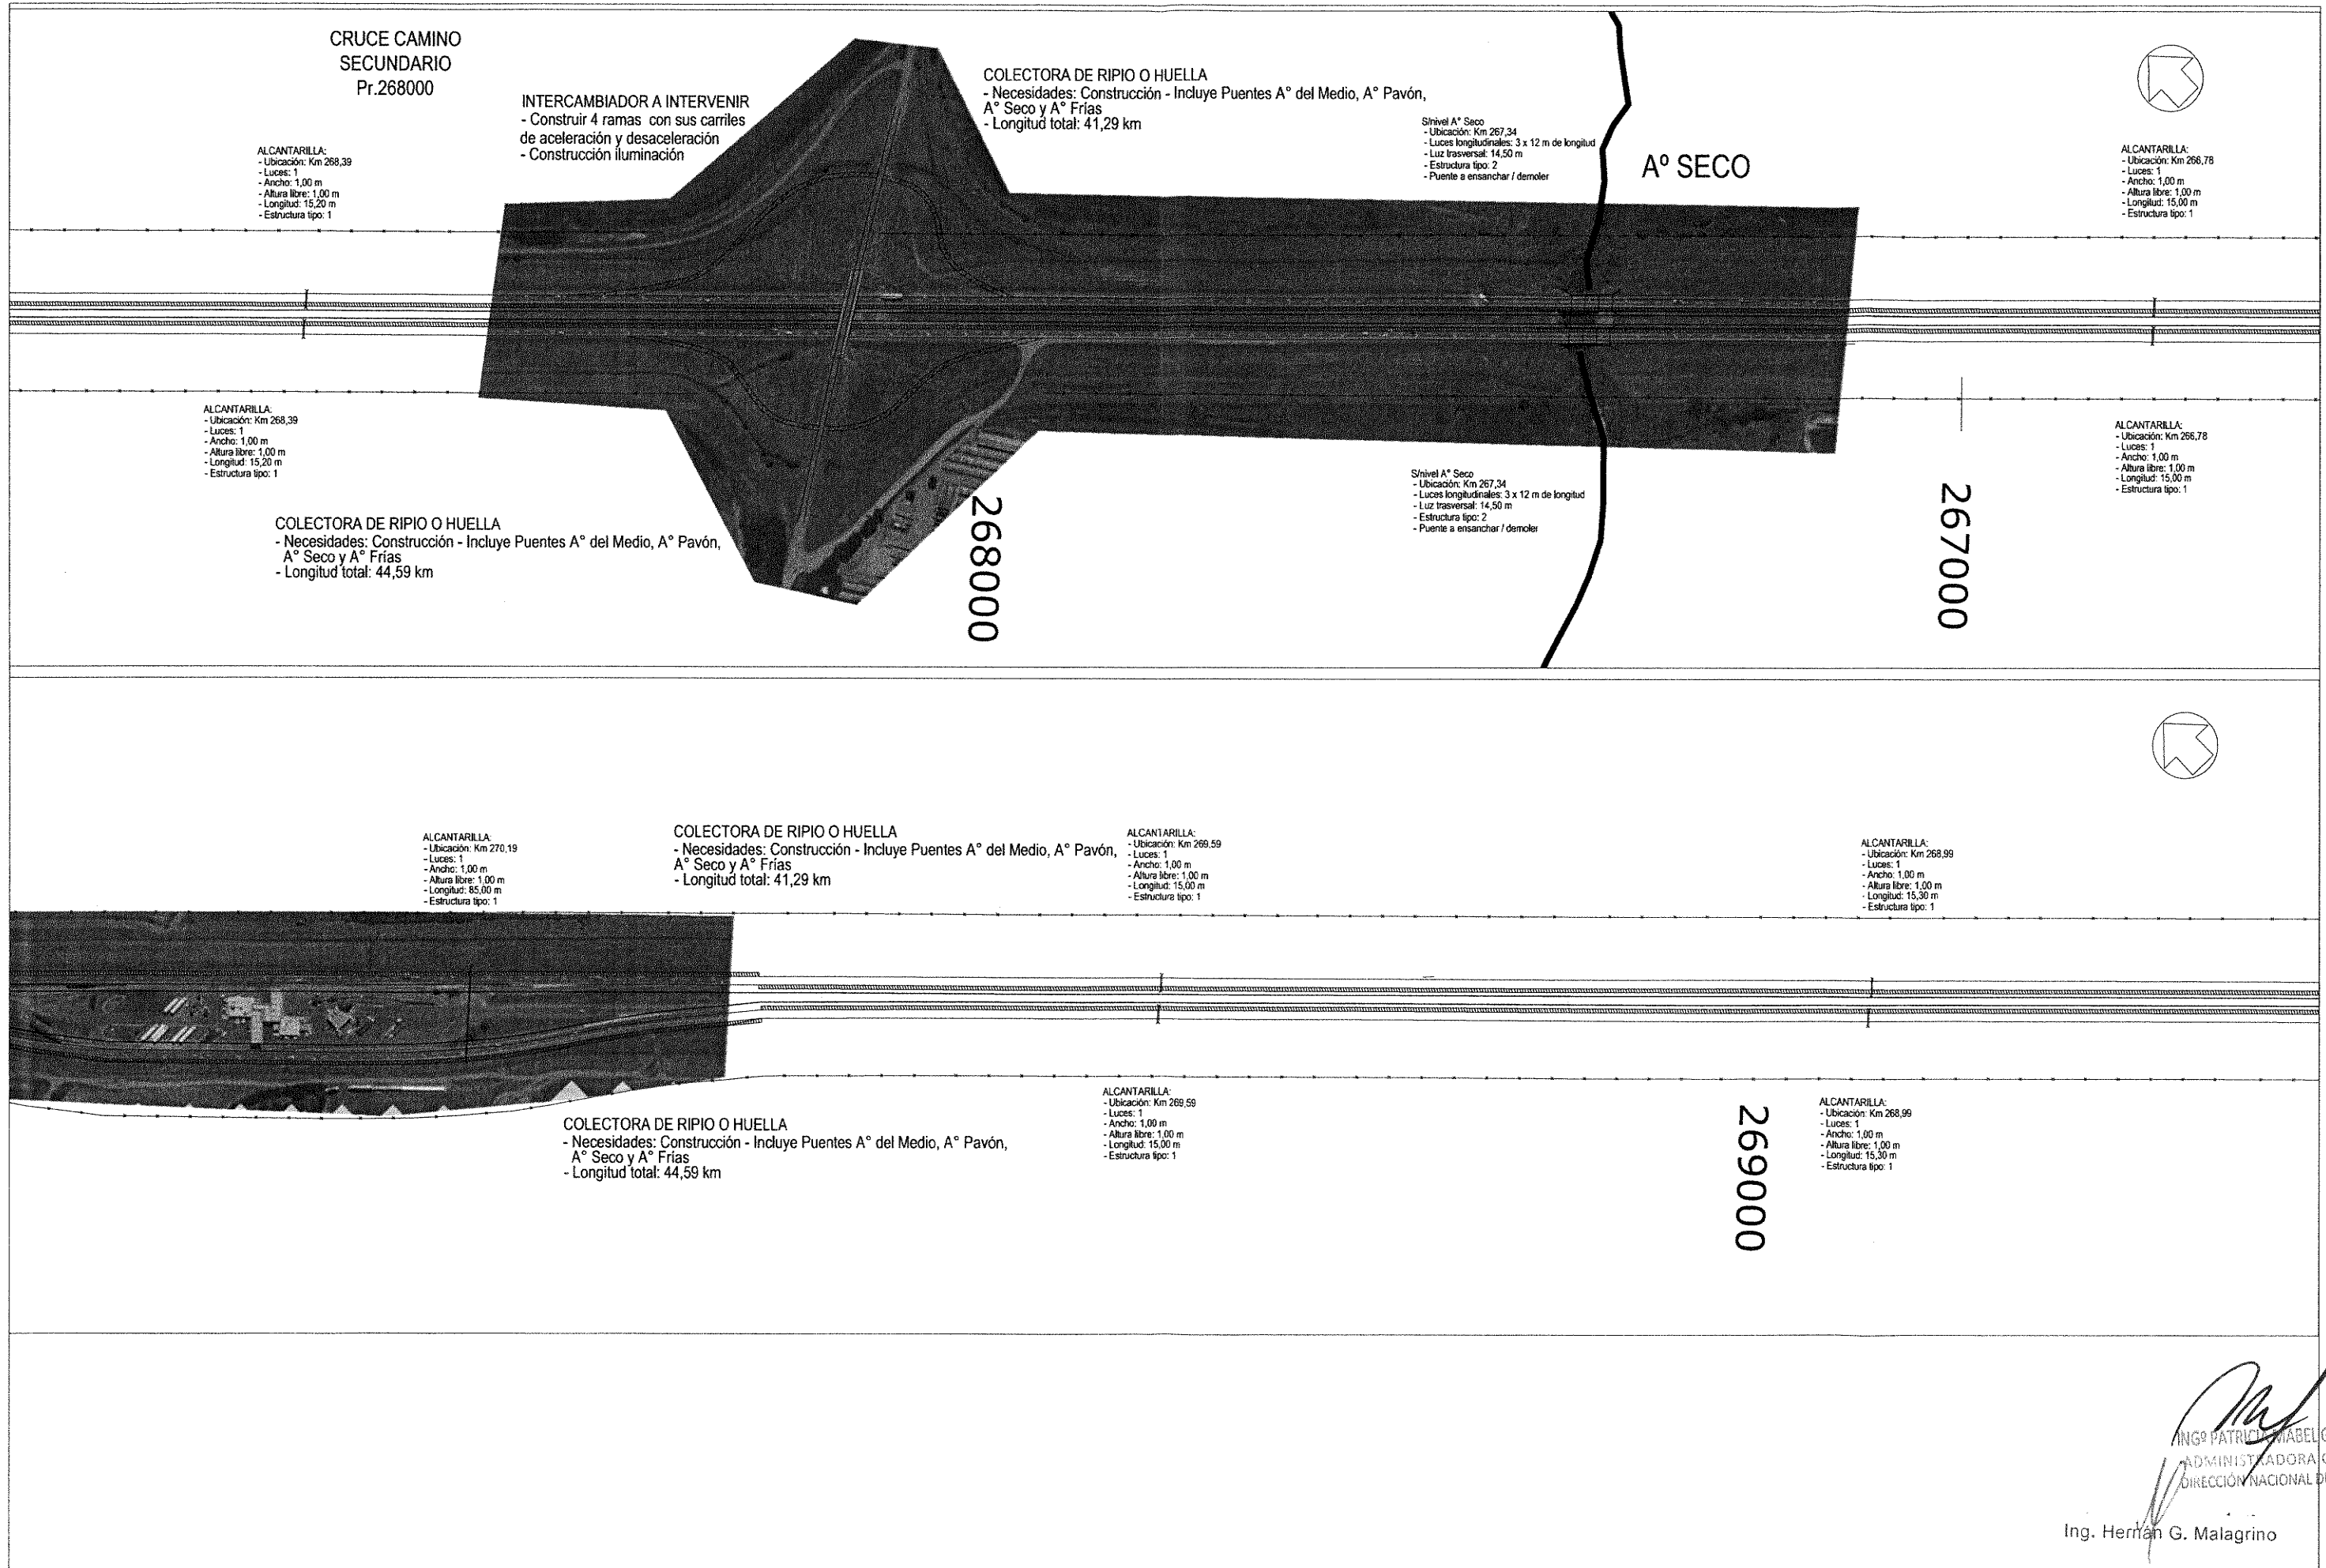 CRUCE CAMINO
SECUNDARIO
Pr.268000
INTERCAMBIADOR A INTERVENIR
- Construir 4 ramas con sus carriles
de aceleración y desaceleración
- Construcción iluminación
COLECTORA DE RIPIO O HUELLA
- Necesidades: Construcción - Incluye Puentes A° del Medio, A° Pavón,
A° Seco y A° Frías
- Longitud total: 41,29 km
ALCANTARILLA:
- Ubicación: Km 268,39
- Luces: 1
- Ancho: 1,00 m
- Altura libre: 1,00 m
- Longitud: 15,20 m
- Estructura tipo: 1
S/nivel A° Seco
- Ubicación: Km 267,34
- Luces longitudinales: 3 x 12 m de longitud
- Luz trasversal: 14,50 m
- Estructura tipo: 2
- Puente a ensanchar / demoler
Aº SECO
ALCANTARILLA:
- Ubicación: Km 266,78
- Luces: 1
- Ancho: 1,00 m
- Altura libre: 1,00 m
- Longitud: 15,00 m
- Estructura tipo: 1
ALCANTARILLA:
- Ubicación: Km 268,39
- Luces: 1
- Ancho: 1,00 m
- Altura libre: 1,00 m
- Longitud: 15,20 m
- Estructura tipo: 1
COLECTORA DE RIPIO O HUELLA
- Necesidades: Construcción - Incluye Puentes A° del Medio, A° Pavón,
A° Seco y A° Frías
- Longitud total: 44,59 km
268000
S/nivel A° Seco
- Ubicación: Km 267,34
- Luces longitudinales: 3 x 12 m de longitud
- Luz trasversal: 14,50 m
- Estructura tipo: 2
- Puente a ensanchar / demoler
267000
ALCANTARILLA:
- Ubicación: Km 266,78
- Luces: 1
- Ancho: 1,00 m
- Altura libre: 1,00 m
- Longitud: 15,00 m
- Estructura tipo: 1
ALCANTARILLA:
- Ubicación: Km 270,19
- Luces: 1
- Ancho: 1,00 m
- Altura libre: 1,00 m
- Longitud: 85,00 m
- Estructura tipo: 1
COLECTORA DE RIPIO O HUELLA
- Necesidades: Construcción - Incluye Puentes A° del Medio, A° Pavón,
A° Seco y A° Frías
- Longitud total: 41,29 km
ALCANTARILLA:
- Ubicación: Km 269,59
- Luces: 1
- Ancho: 1,00 m
- Altura libre: 1,00 m
- Longitud: 15,00 m
- Estructura tipo: 1
ALCANTARILLA:
- Ubicación: Km 268,99
- Luces: 1
- Ancho: 1,00 m
- Altura libre: 1,00 m
- Longitud: 15,30 m
- Estructura tipo: 1
COLECTORA DE RIPIO O HUELLA
- Necesidades: Construcción - Incluye Puentes A° del Medio, A° Pavón,
A° Seco y A° Frías
- Longitud total: 44,59 km
ALCANTARILLA:
- Ubicación: Km 269,59
- Luces: 1
- Ancho: 1,00 m
- Altura libre: 1,00 m
- Longitud: 15,00 m
- Estructura tipo: 1
269000
ALCANTARILLA:
- Ubicación: Km 268,99
- Luces: 1
- Ancho: 1,00 m
- Altura libre: 1,00 m
- Longitud: 15,30 m
- Estructura tipo: 1
INGº PATRICIA MABEL
ADMINISTRADORA
DIRECCIÓN NACIONAL
Ing. Hernán G. Malagrino